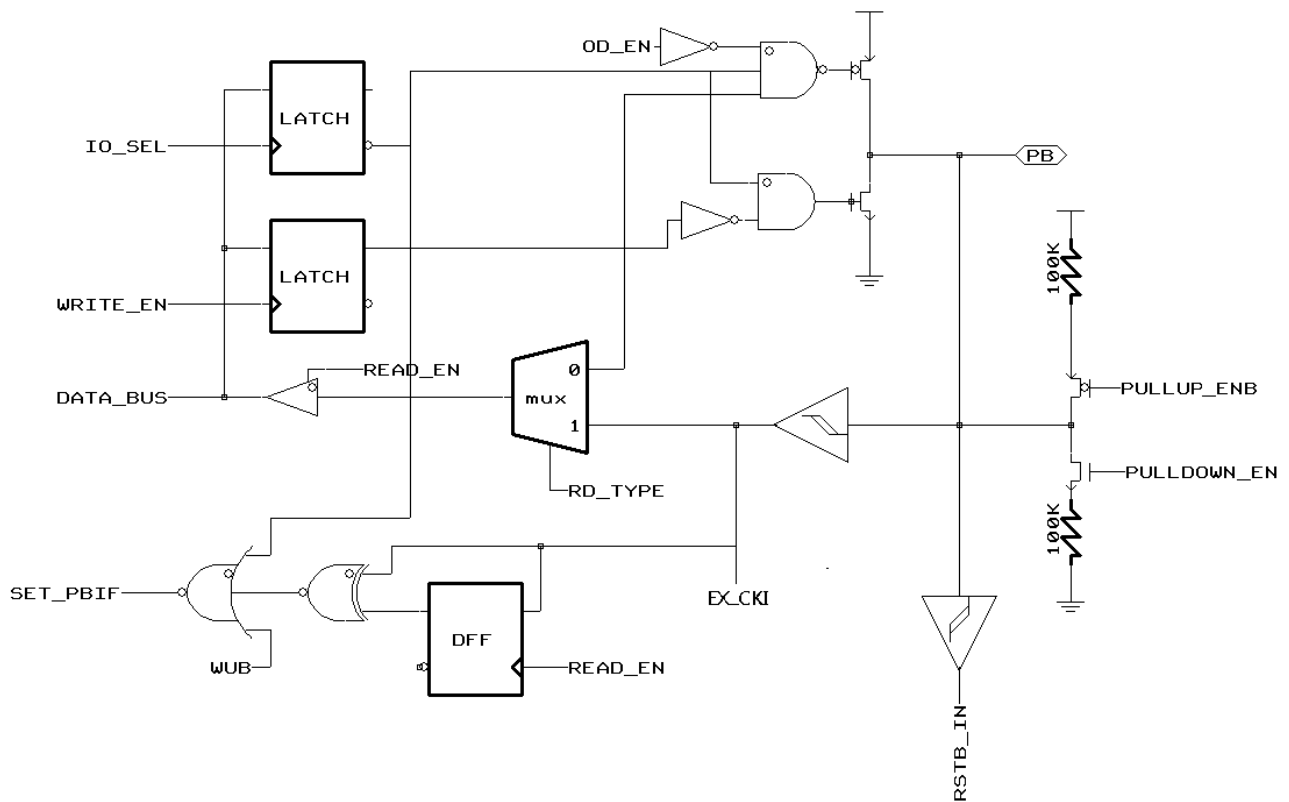 OD_EN
LATCH
IO_SEL
PB
LATCH
100K
WRITE_EN
READ_EN
0
PULLUP_ENB
DATA_BUS
mux
1
PULLDOWN_EN
RD_TYPE
100K
SET_PBIF
EX_CKI
DFF
WUB
READ_EN
RSTB_IN